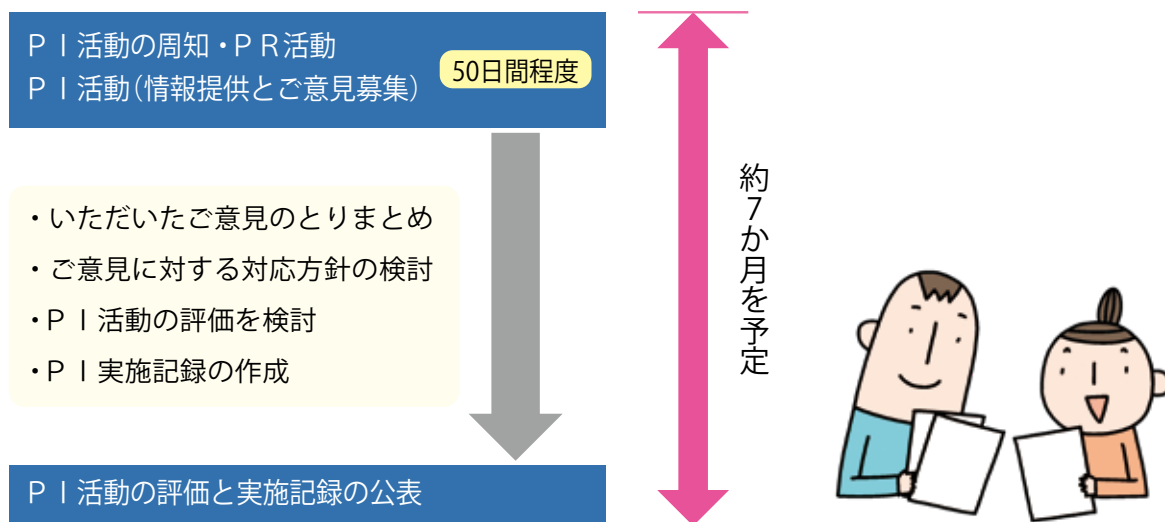 ＰＩ活動の周知・ＰＲ活動
ＰＩ活動（情報提供とご意見募集）
50日間程度
・いただいたご意見のとりまとめ
・ご意見に対する対応方針の検討
・ＰＩ活動の評価を検討
・ＰＩ実施記録の作成
約７か月を予定
ＰＩ活動の評価と実施記録の公表